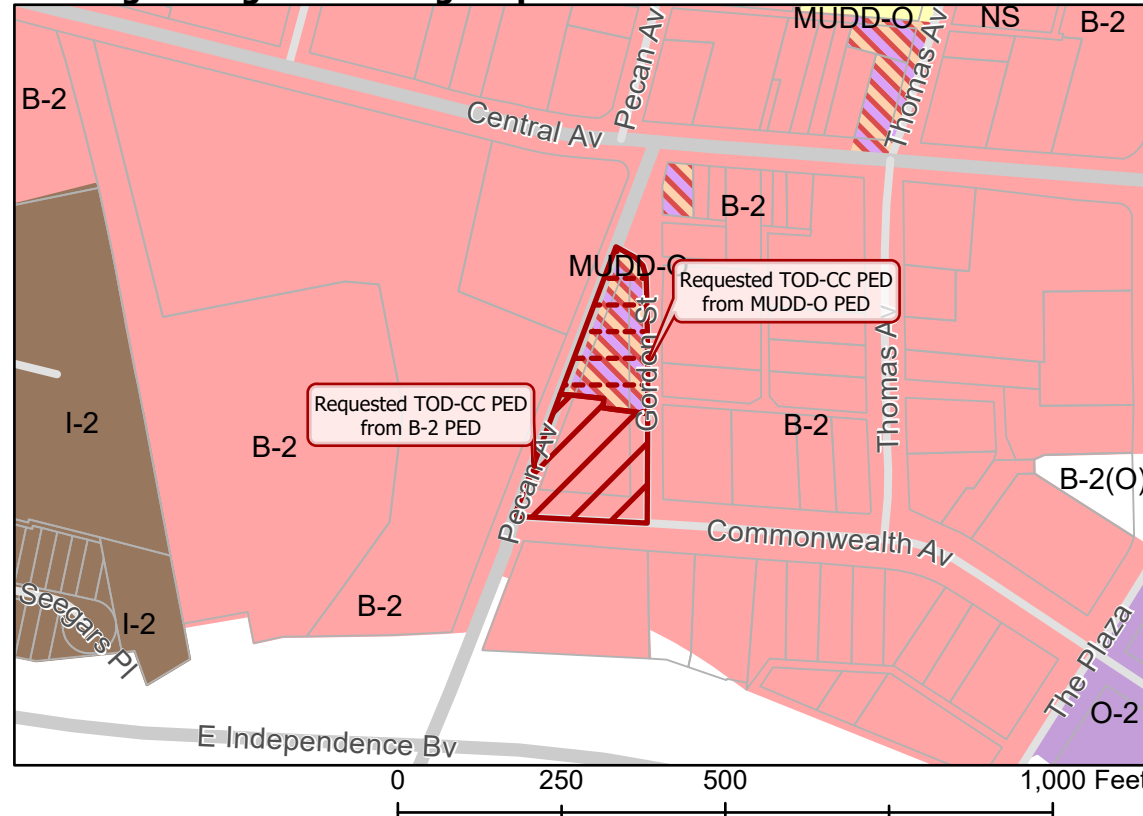 MUDD-O
NS
B-2
Thomas Av
Pecan Av
B-2
Central Av
B-2
MUDD-O
Requested TOD-CC PED
from MUDD-O PED
Gordon St
Thomas Av
Requested TOD-CC PED
from B-2 PED
I-2
B-2
B-2
B-2(O)
Pecan Av
Commonwealth Av
Seegars Pl
I-2
B-2
The Plaza
O-2
E Independence Bv
0
250
500
1,000 Feet